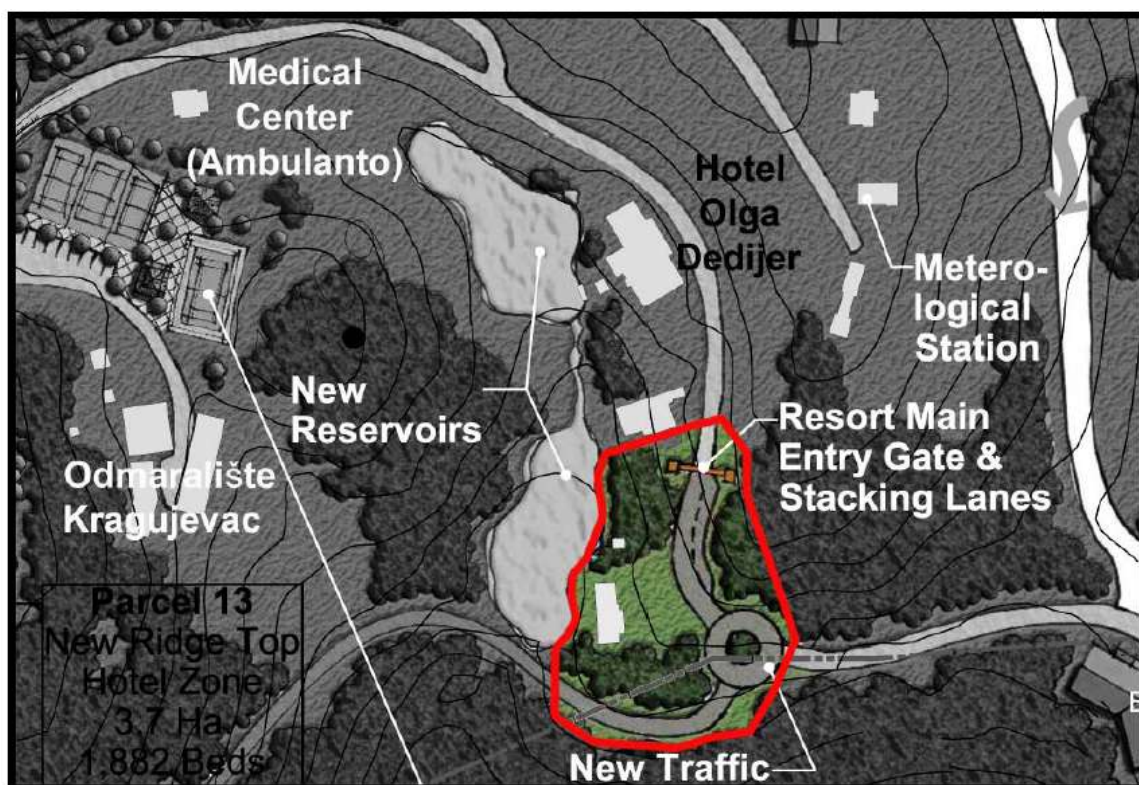 Medical
Center
(Ambulanto)
Hotel
Olga
Dedijer
Metero-
logical
Station
New
Reservoirs
Resort Main
Entry Gate &
Stacking Lanes
Odmaralište
Kragujevac
Parcel 13
New Ridge Top
Hotel Zone
3.7 Ha
1,882 Beds
New Traffic